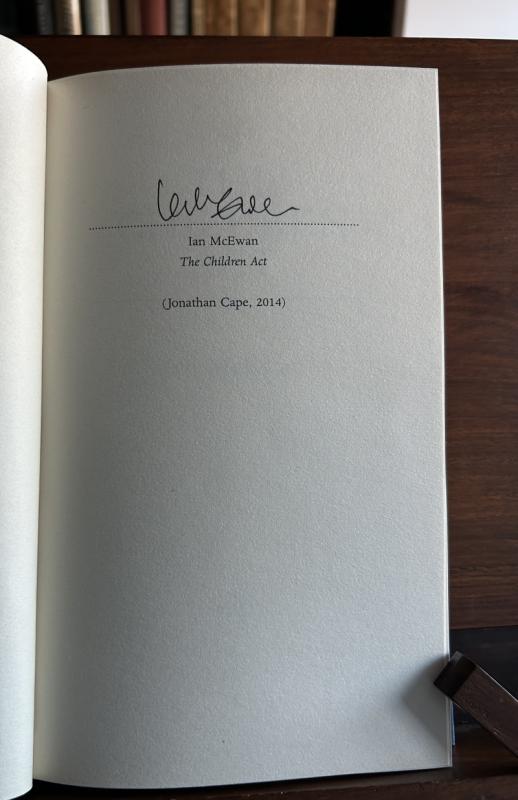 Ian McEwan
The Children Act
(Jonathan Cape, 2014)